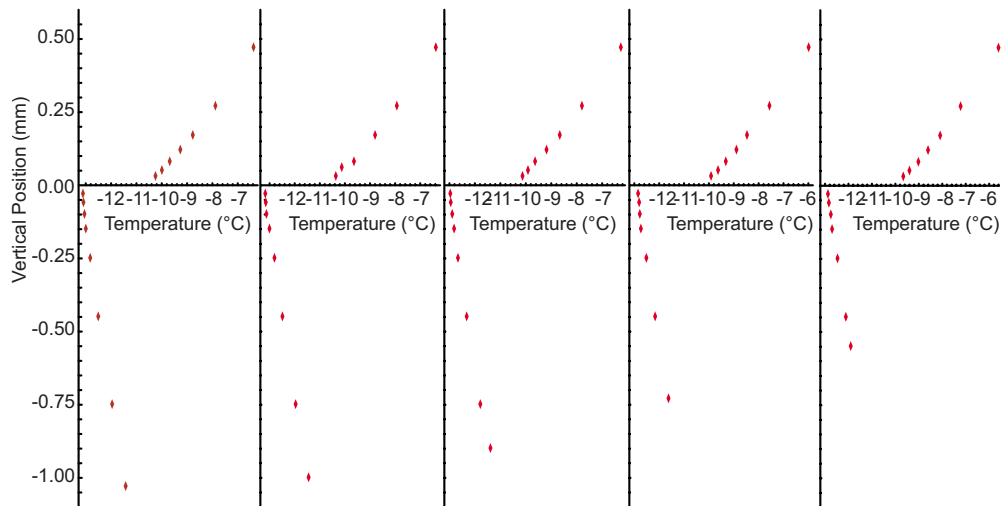 0.50
0.25
0.00
-0.25
-0.50
-0.75
-1.00
Vertical Position (mm)
-12 -11 -10 -9 -8 -7
Temperature (°C)
-12 -11 -10 -9 -8 -7
Temperature (°C)
-12 -11 -10 -9 -8 -7
Temperature (°C)
-12 -11 -10 -9 -8 -7 -6
Temperature (°C)
-12 -11 -10 -9 -8 -7 -6
Temperature (°C)